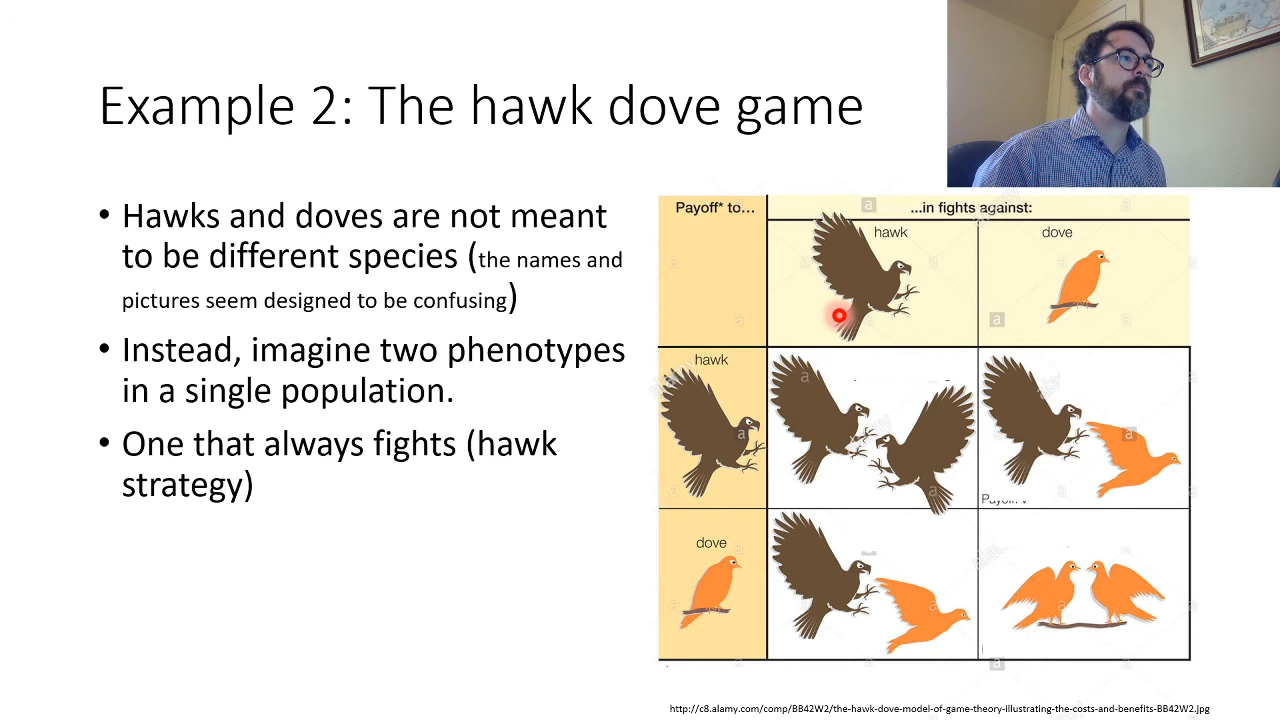 Example 2: The hawk dove game
• Hawks and doves are not meant
to be different species (the names and
pictures seem designed to be confusing)
• Instead, imagine two phenotypes
in a single population.
• One that always fights (hawk
strategy)
Payoff* to...
...in fights against:
hawk
dove
hawk
dove
http://c8.alamy.com/comp/BB42W2/the-hawk-dove-model-of-game-theory-illustrating-the-costs-and-benefits-BB42W2.jpg